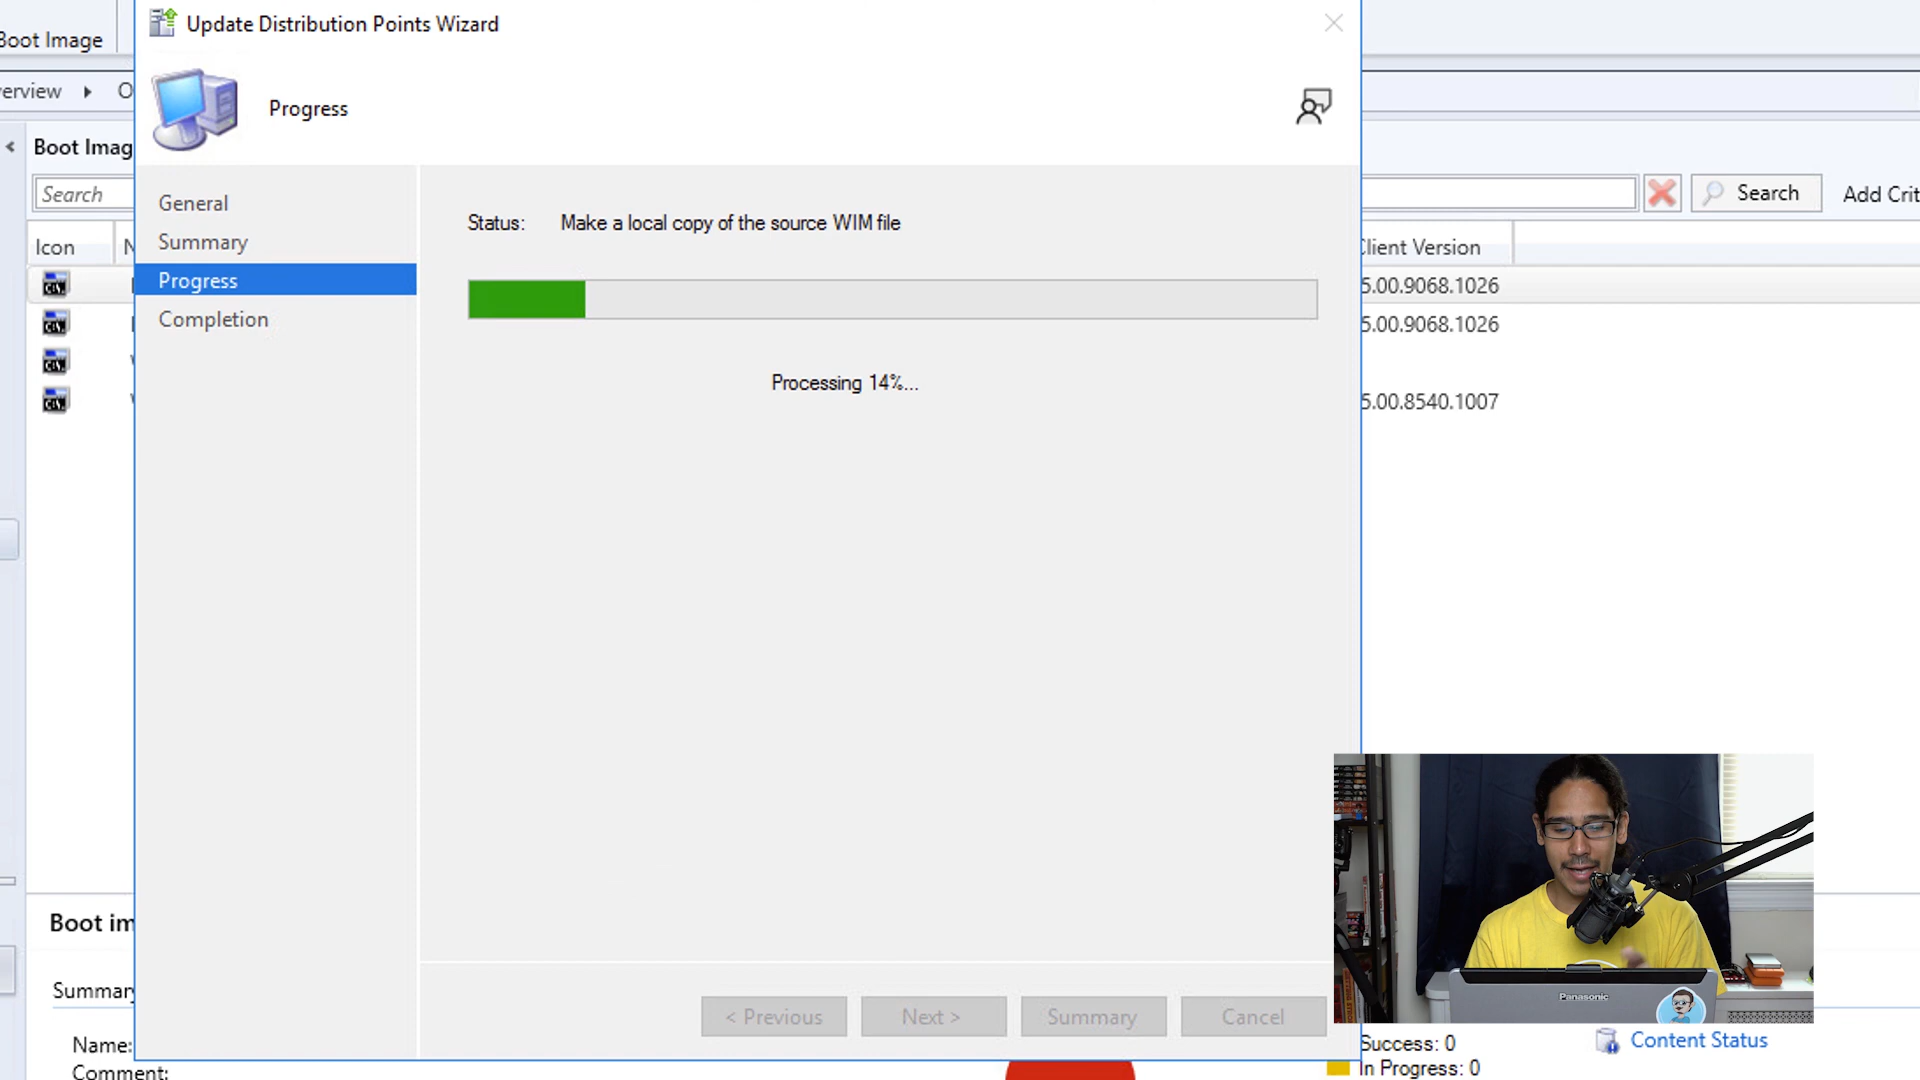 Boot Image
Update Distribution Points Wizard
Progress
erview
Boot Imag
Search
Search
Add Crit
General
Summary
Progress
Completion
Status: Make a local copy of the source WIM file
Processing 14%...
Icon
Client Version
5.00.9068.1026
5.00.9068.1026
5.00.8540.1007
Boot im
Summary
Name:
Comment:
< Previous
Next >
Summary
Cancel
Panasonic
Success: 0
In Progress: 0
Content Status